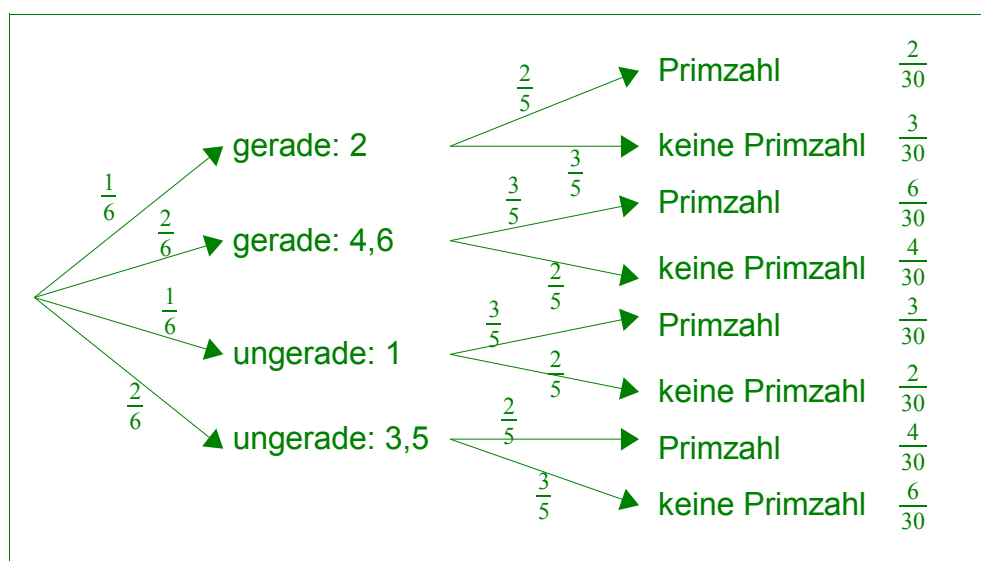 2/5 Primzahl 2/30
gerade: 2
3/5 keine Primzahl 3/30
1/6
3/5 Primzahl 6/30
2/6 gerade: 4,6
2/5 keine Primzahl 4/30
1/6
3/5 Primzahl 3/30
ungerade: 1
2/5 keine Primzahl 2/30
2/6
2/5 Primzahl 4/30
ungerade: 3,5
3/5 keine Primzahl 6/30